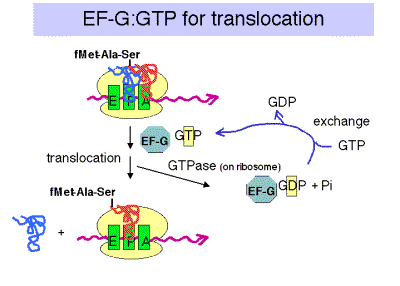 EF-G:GTP for translocation
fMet-Ala-Ser
E P A
GDP
exchange
EF-G GTP
GTP
translocation
GTPase (on ribosome)
fMet-Ala-Ser
EF-G GDP + Pi
+
E P A